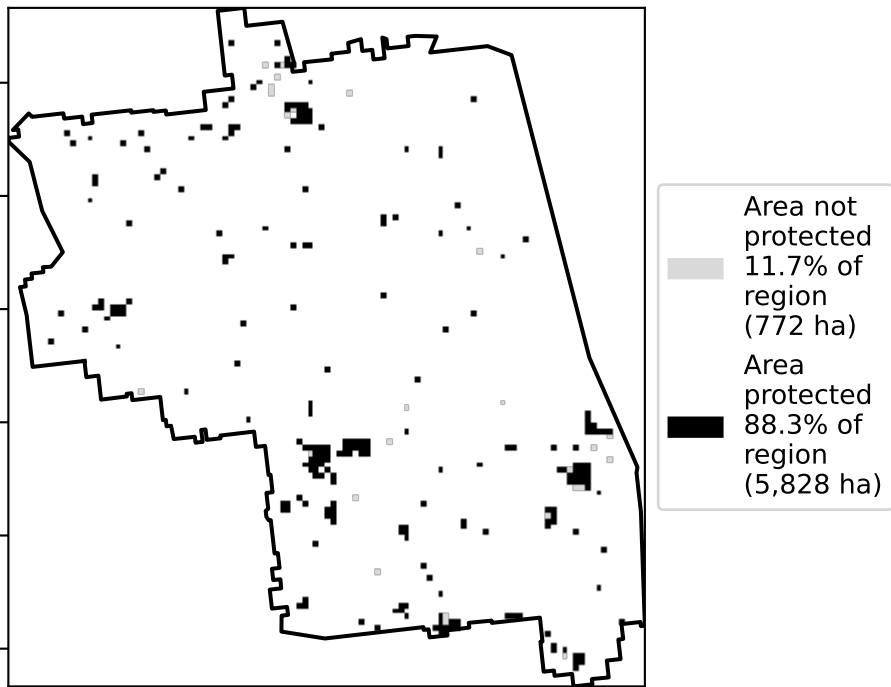 Area not
protected
11.7% of
region
(772 ha)
Area
protected
88.3% of
region
(5,828 ha)